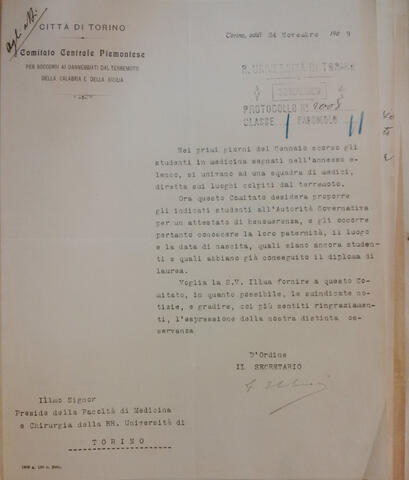 CITTÀ DI TORINO
Comitato Centrale Piemontese
PER SOCCORSI AI DANNEGGIATI DAL TERREMOTO
DELLA CALABRIA E DELLA SICILIA
Torino, addì 24 Novembre 1909
R. UNIVERSITÀ DI TORINO
PROTOCOLLO N.
CLASSE FASCICOLO
Nei primi giorni del Gennaio scorso gli
studenti in medicina segnati nell'annesso e-
lenco, si univano ad una squadra di medici,
diretta sui luoghi colpiti dal terremoto.
Ora questo Comitato desidera proporre
gli indicati studenti all'Autorità Governativa
per un attestato di benemerenza, e gli occorre
pertanto conoscere la loro paternità, il luogo
e la data di nascita, quali siano ancora studen-
ti e quali abbiano già conseguito il diploma di
laurea.
Voglia la S.V. Illma fornire a questo Co-
mitato, in quanto possibile, le suindicate no-
tizie, e gradire, coi più sentiti ringraziamen-
ti, l'espressione della nostra distinta os-
servanza
D'Ordine
IL SEGRETARIO
Illmo Signor
Preside della Facoltà di Medicina
e Chirurgia della RR. Università di
TORINO